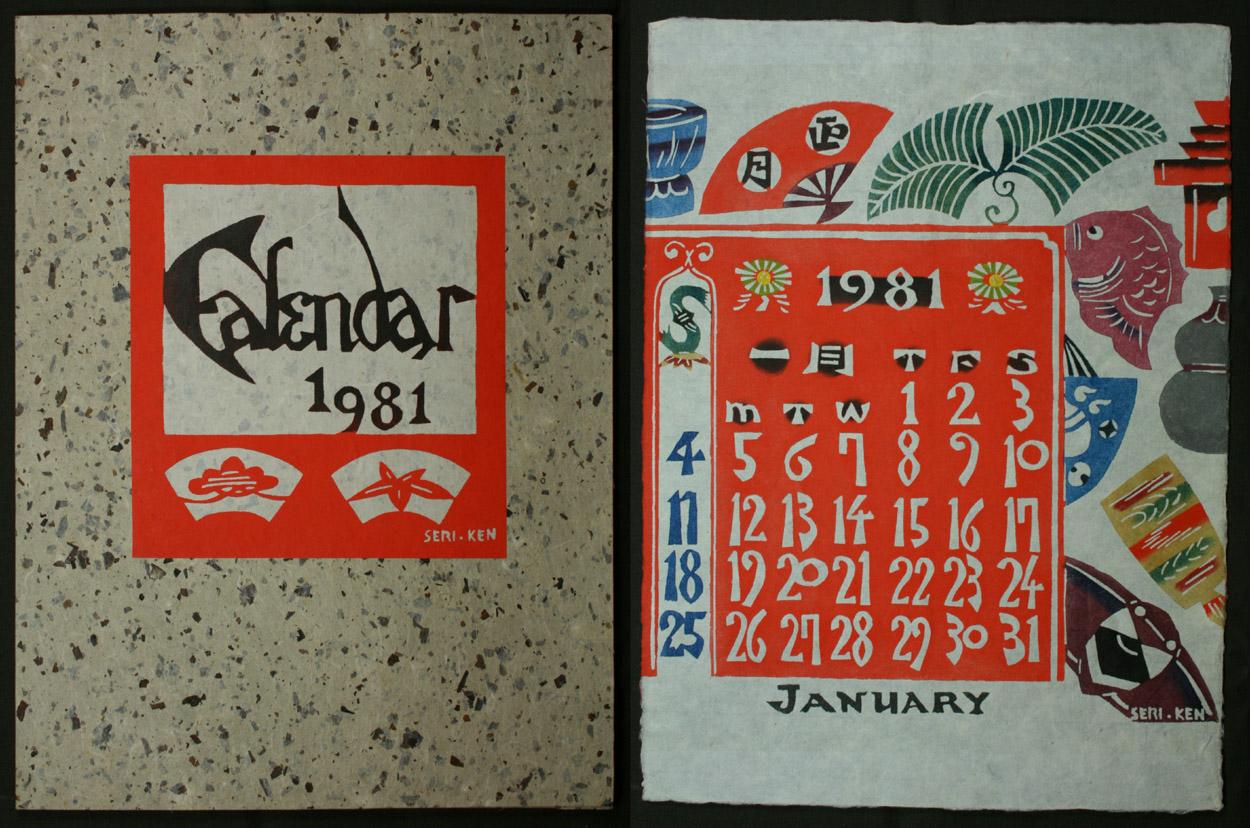 Calendar
1981
SERI·KEN
正
月
1981
S 一月 T F S
M T W 1 2 3
4 5 6 7 8 9 10
11 12 13 14 15 16 17
18 19 20 21 22 23 24
25 26 27 28 29 30 31
JANUARY
SERI·KEN